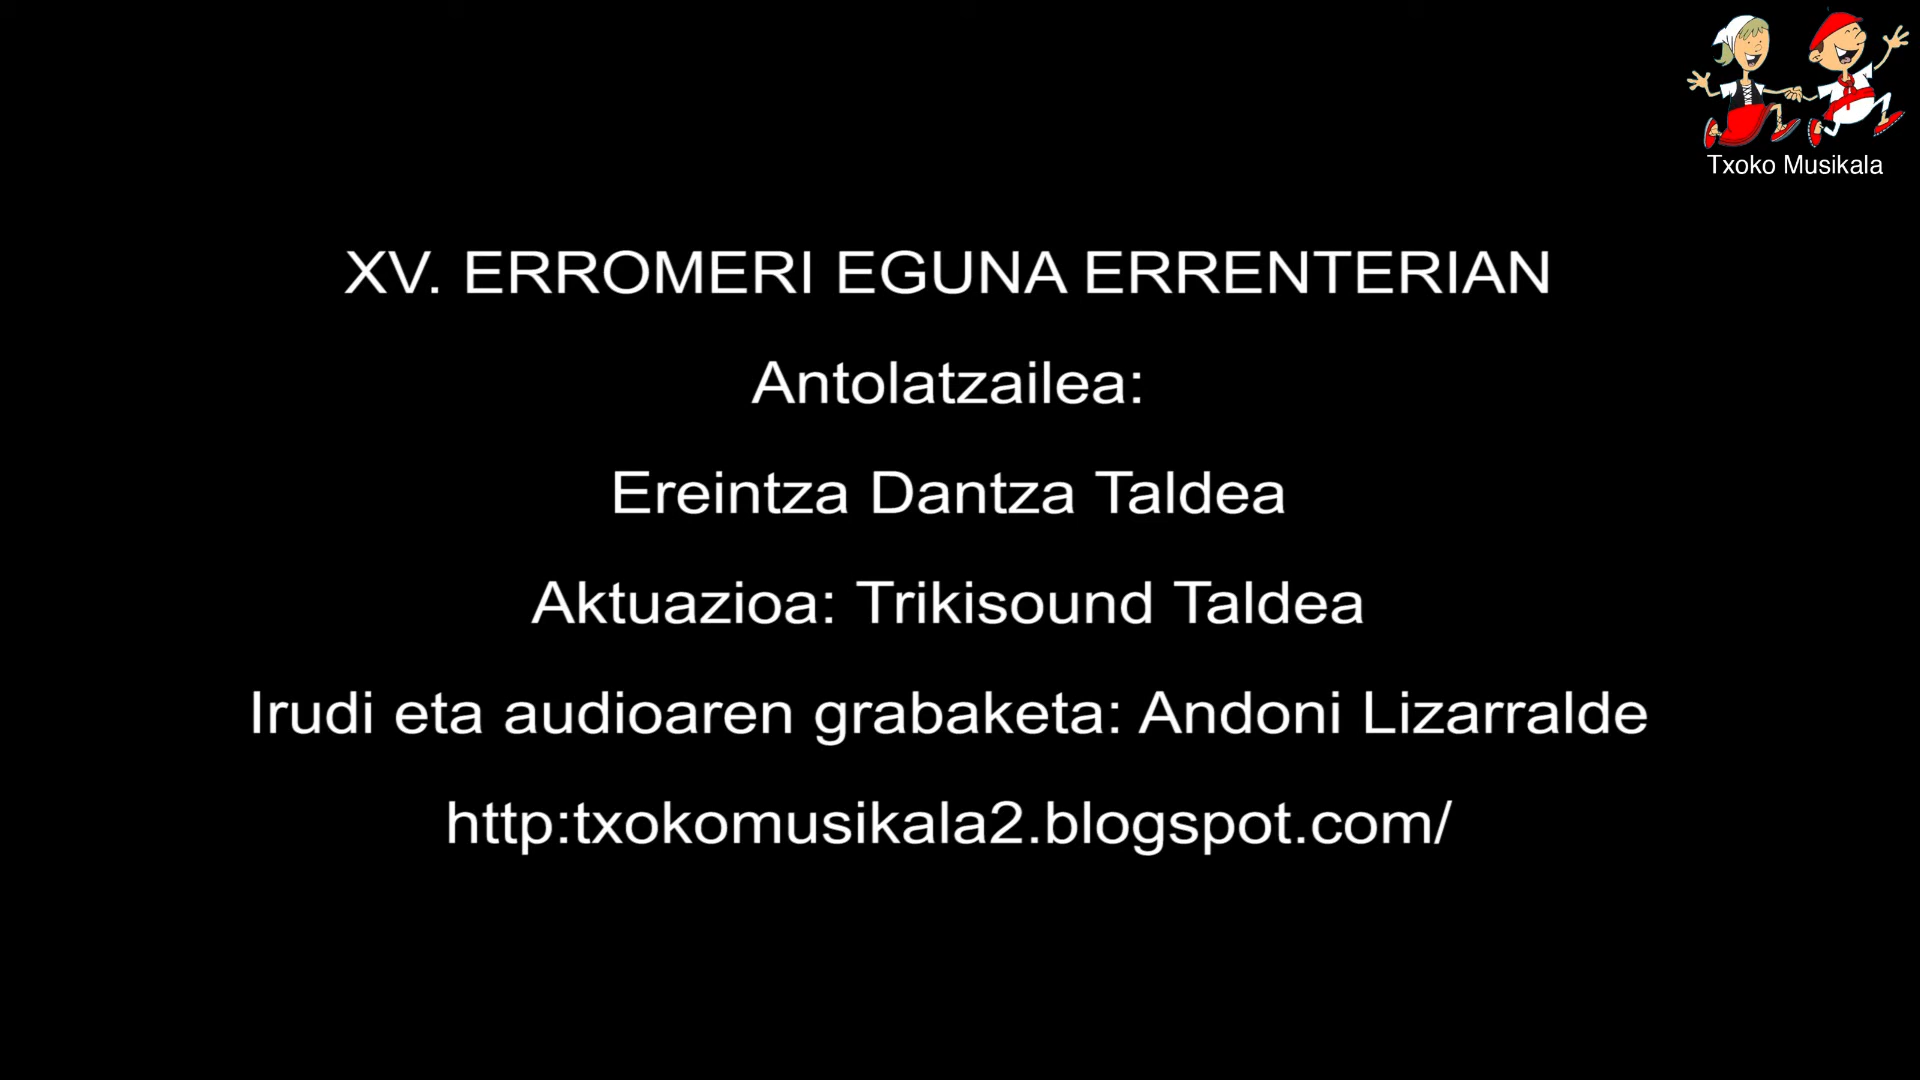 Txoko Musikala
XV. ERROMERI EGUNA ERRENTERIAN
Antolatzailea:
Ereintza Dantza Taldea
Aktuazioa: Trikisound Taldea
Irudi eta audioaren grabaketa: Andoni Lizarralde
http:txokomusikala2.blogspot.com/